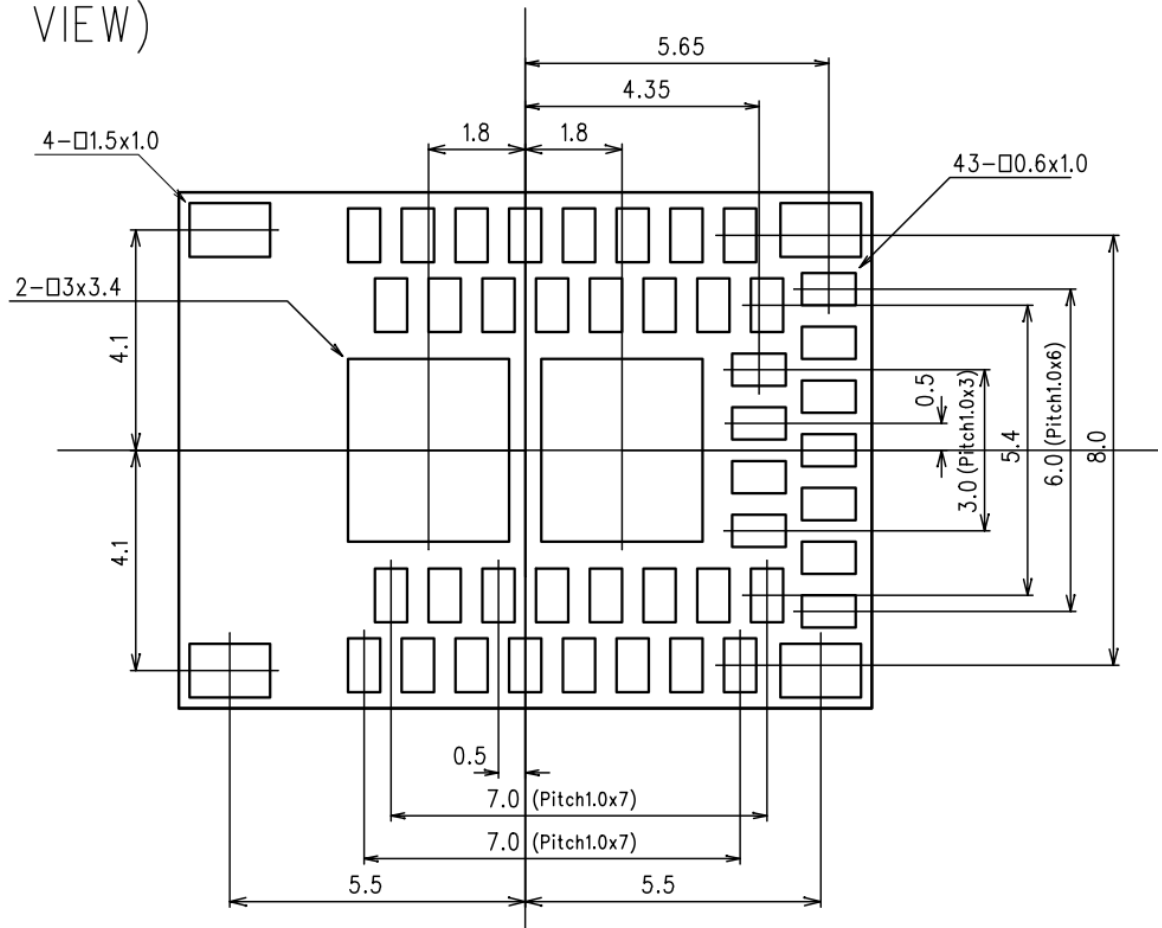 VIEW)
5.65
4.35
1.8
1.8
4-□1.5x1.0
43-□0.6x1.0
2-□3x3.4
4.1
4.1
0.5
3.0 (Pitch1.0x3)
5.4
6.0 (Pitch1.0x6)
8.0
0.5
7.0 (Pitch1.0x7)
7.0 (Pitch1.0x7)
5.5
5.5